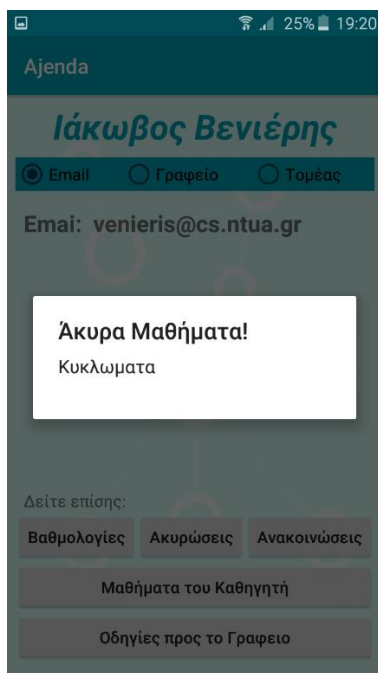 25% 19:20
Ajenda
Ιάκωβος Βενιέρης
Email Γραφείο Τομέας
Emai: venieris@cs.ntua.gr
Άκυρα Μαθήματα!
Κυκλωματα
Δείτε επίσης:
Βαθμολογίες Ακυρώσεις Ανακοινώσεις
Μαθήματα του Καθηγητή
Οδηγίες προς το Γραφειο